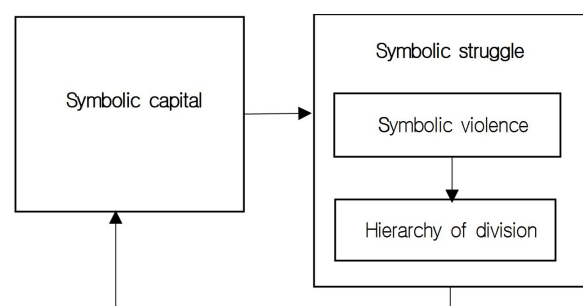 Symbolic capital
Symbolic struggle
Symbolic violence
Hierarchy of division